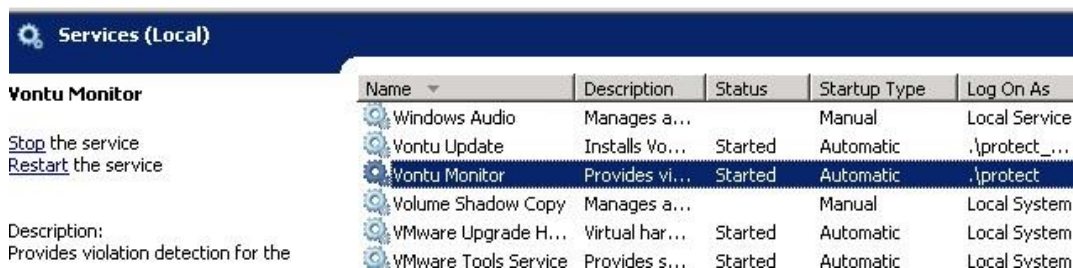 Services (Local)
Vontu Monitor
Stop the service
Restart the service
Description:
Provides violation detection for the
Name Description Status Startup Type Log On As
Windows Audio Manages a... Manual Local Service
Vontu Update Installs Vo... Started Automatic .\protect_...
Vontu Monitor Provides vi... Started Automatic .\protect
Volume Shadow Copy Manages a... Manual Local System
VMware Upgrade H... Virtual har... Started Automatic Local System
VMware Tools Service Provides s... Started Automatic Local System